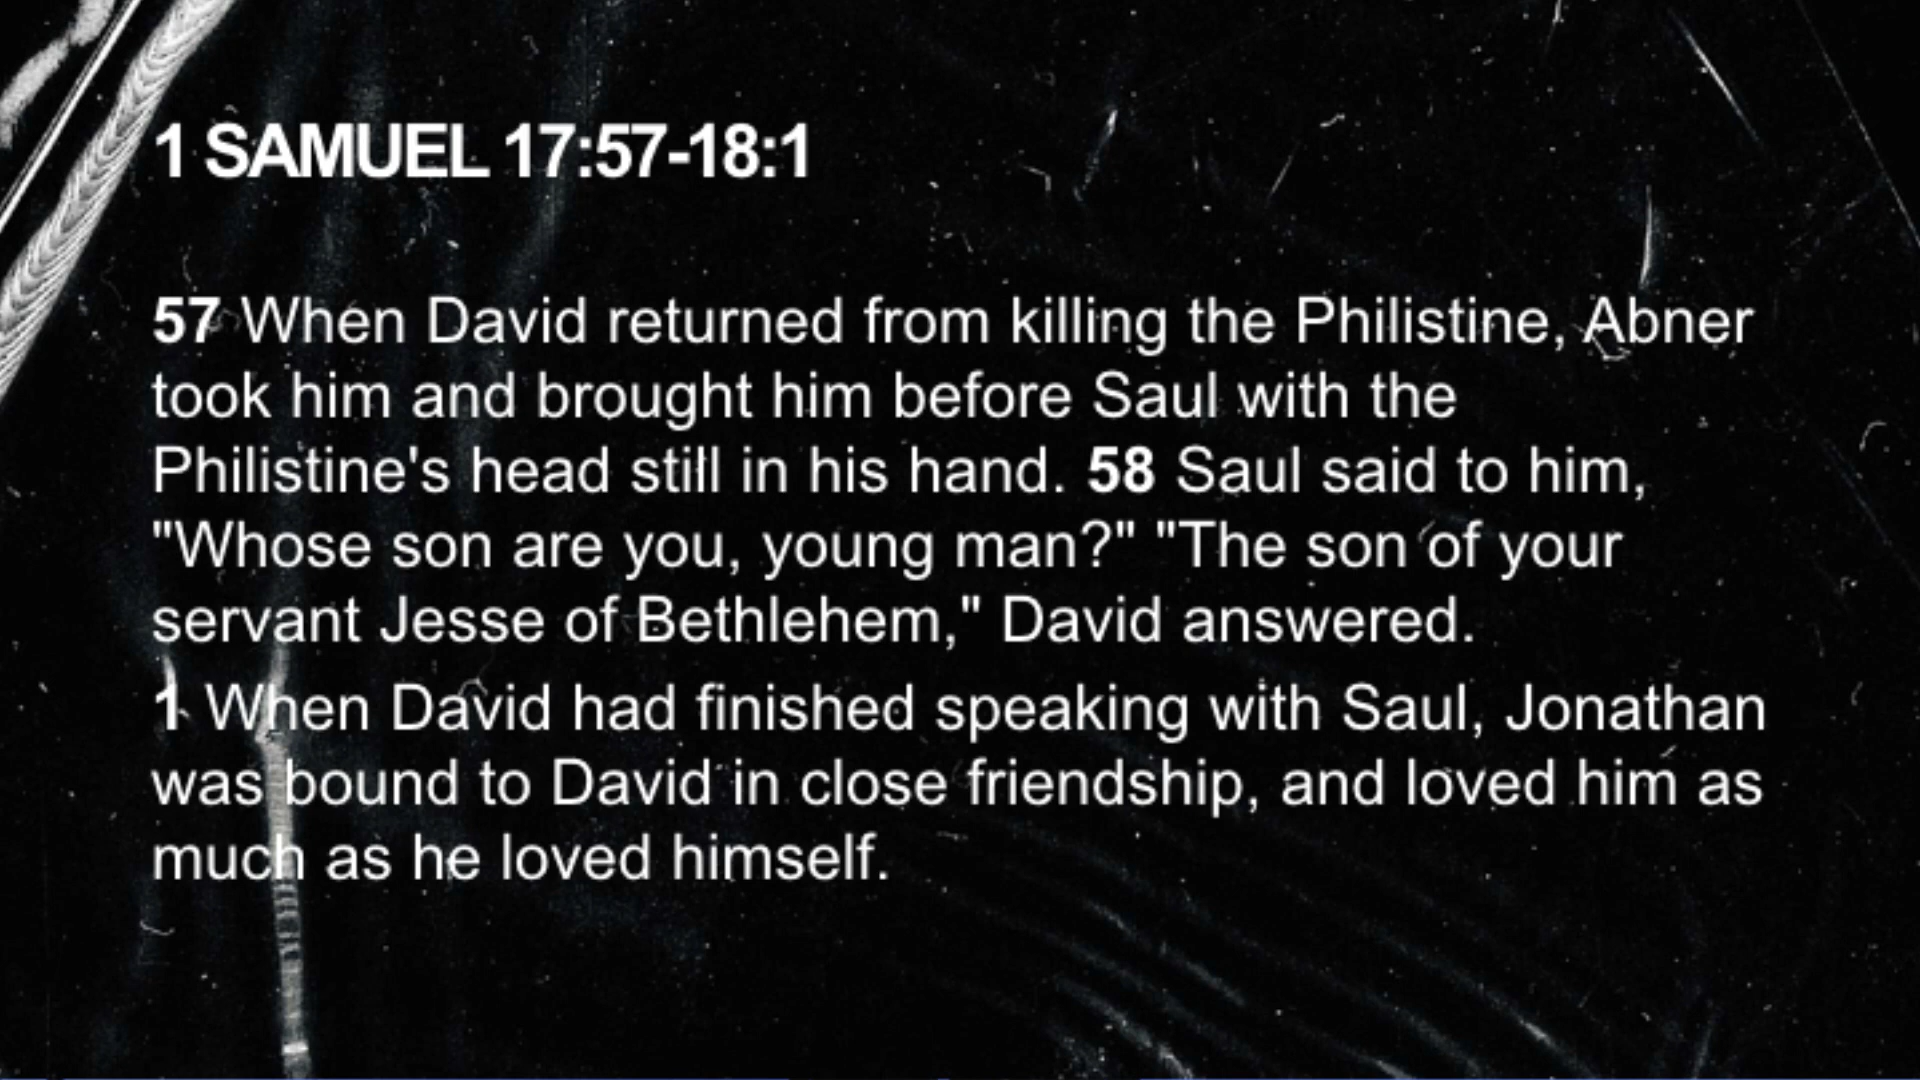 1 SAMUEL 17:57-18:1
57 When David returned from killing the Philistine, Abner
took him and brought him before Saul with the
Philistine's head still in his hand. 58 Saul said to him,
"Whose son are you, young man?" "The son of your
servant Jesse of Bethlehem," David answered.
1 When David had finished speaking with Saul, Jonathan
was bound to David in close friendship, and loved him as
much as he loved himself.